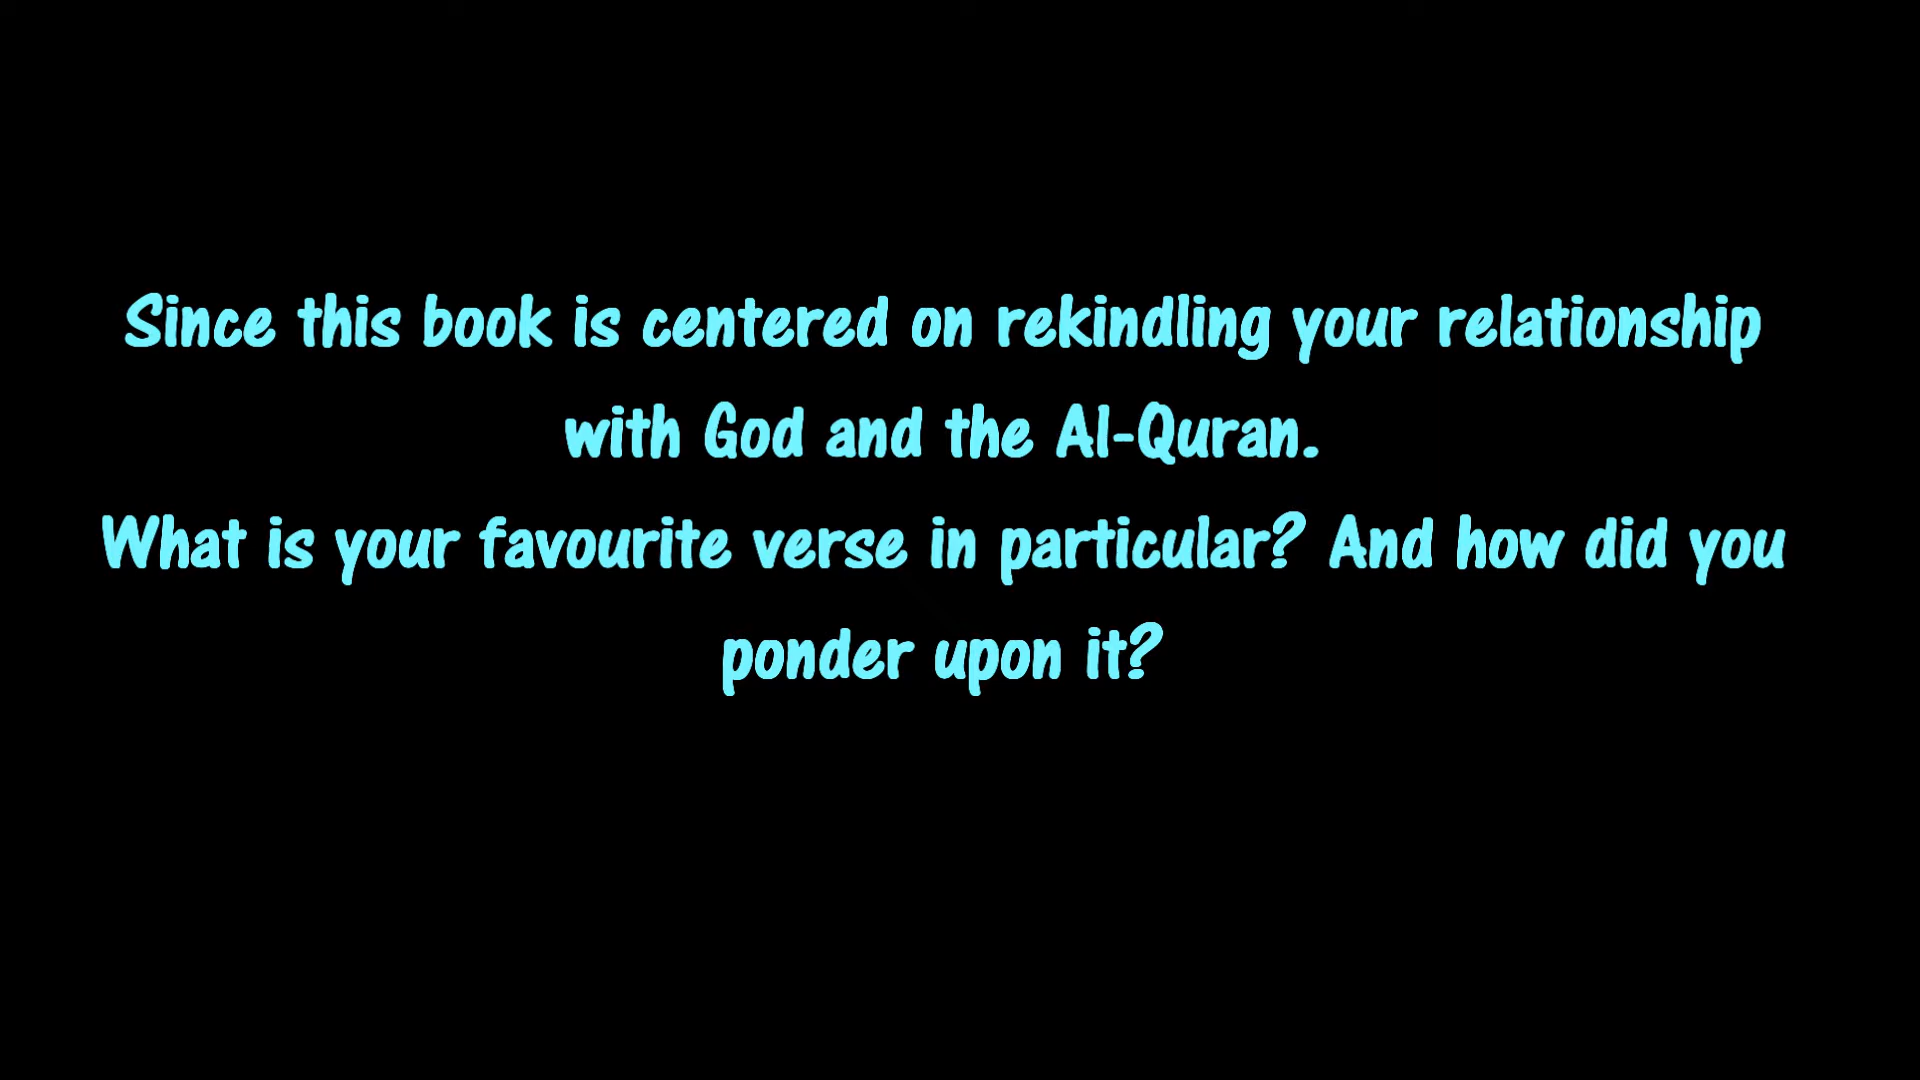 Since this book is centered on rekindling your relationship
with God and the Al-Quran.
What is your favourite verse in particular? And how did you
ponder upon it?